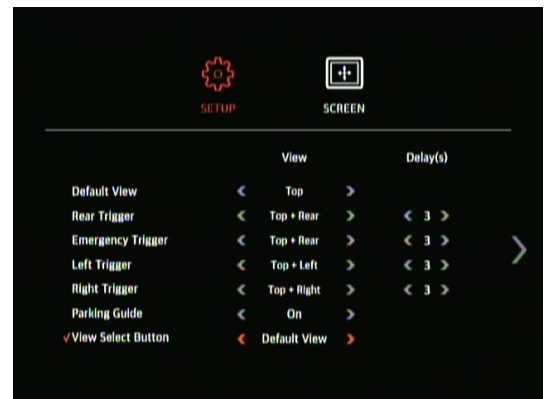 SETUP SCREEN
View Delay(s)
Default View < Top >
Rear Trigger < Top + Rear > < 3 >
Emergency Trigger < Top + Rear > < 3 >
Left Trigger < Top + Left > < 3 >
Right Trigger < Top + Right > < 3 >
Parking Guide < On >
✓View Select Button < Default View >